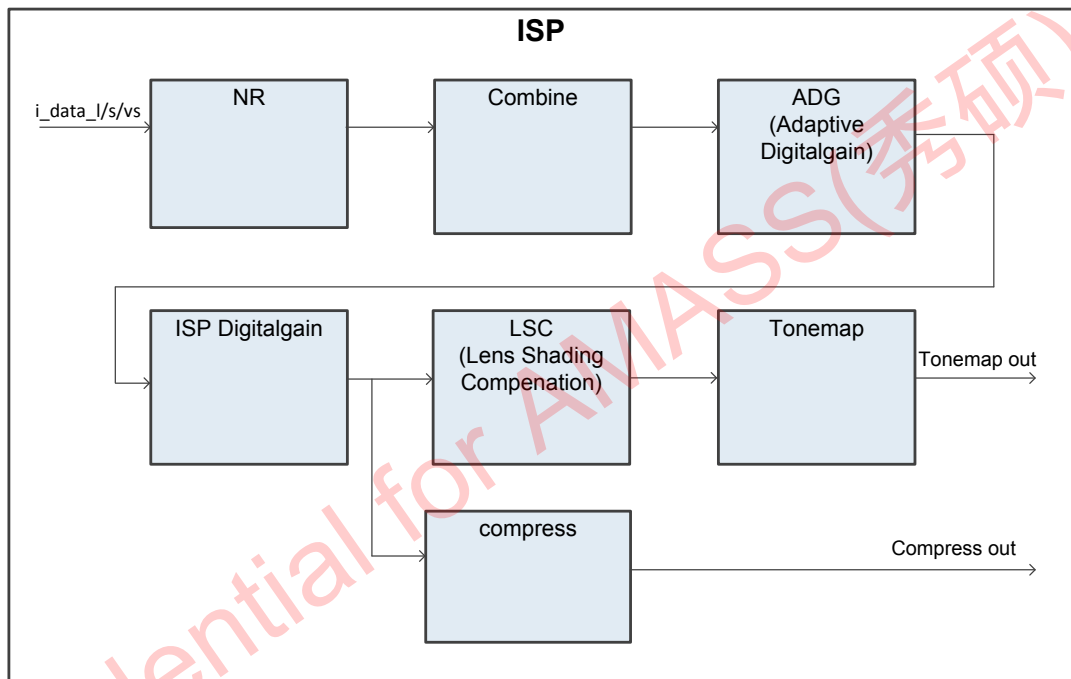 ISP
i_data_l/s/vs
NR
Combine
ADG
(Adaptive
Digitalgain)
ISP Digitalgain
LSC
(Lens Shading
Compenation)
Tonemap
Tonemap out
compress
Compress out
dential for AMASS(秀硕)